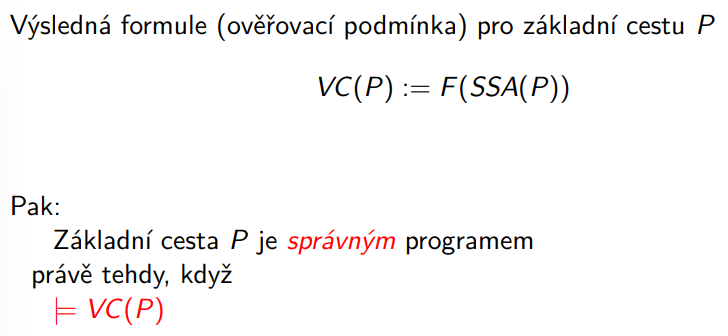 Výsledná formule (ověřovací podmínka) pro základní cestu P
VC(P) := F(SSA(P))
Pak:
Základní cesta P je správným programem
právě tehdy, když
⊨ VC(P)